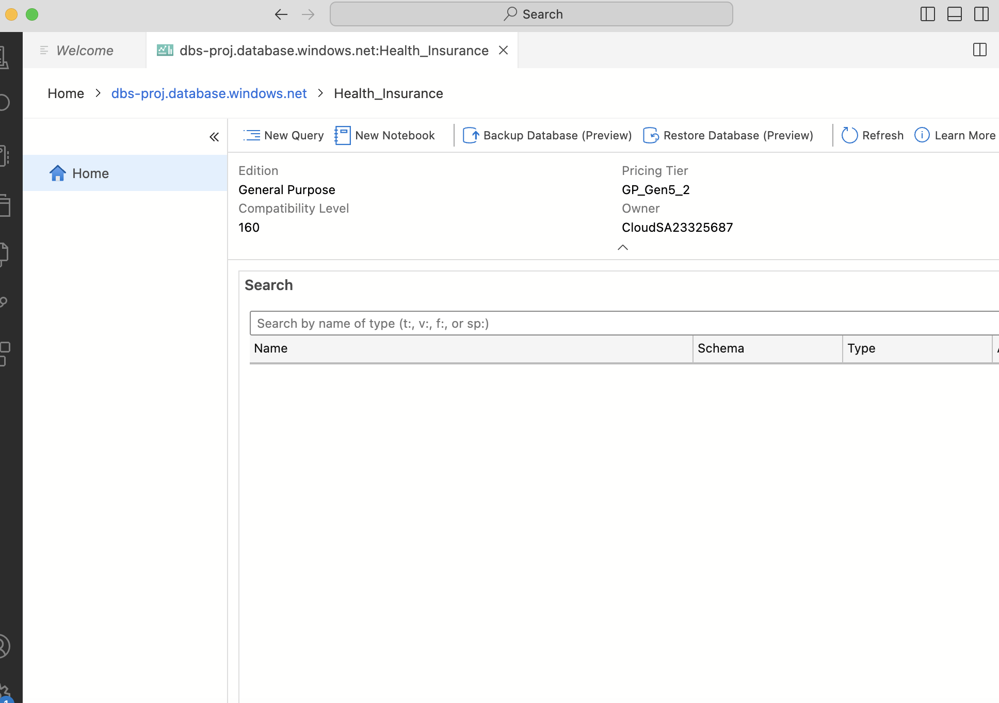 Search
Welcome
dbs-proj.database.windows.net:Health_Insurance
Home > dbs-proj.database.windows.net > Health_Insurance
New Query
New Notebook
Backup Database (Preview)
Restore Database (Preview)
Refresh
Learn More
Home
Edition
General Purpose
Compatibility Level
160
Pricing Tier
GP_Gen5_2
Owner
CloudSA23325687
Search
Search by name of type (t:, v:, f:, or sp:)
Name
Schema
Type